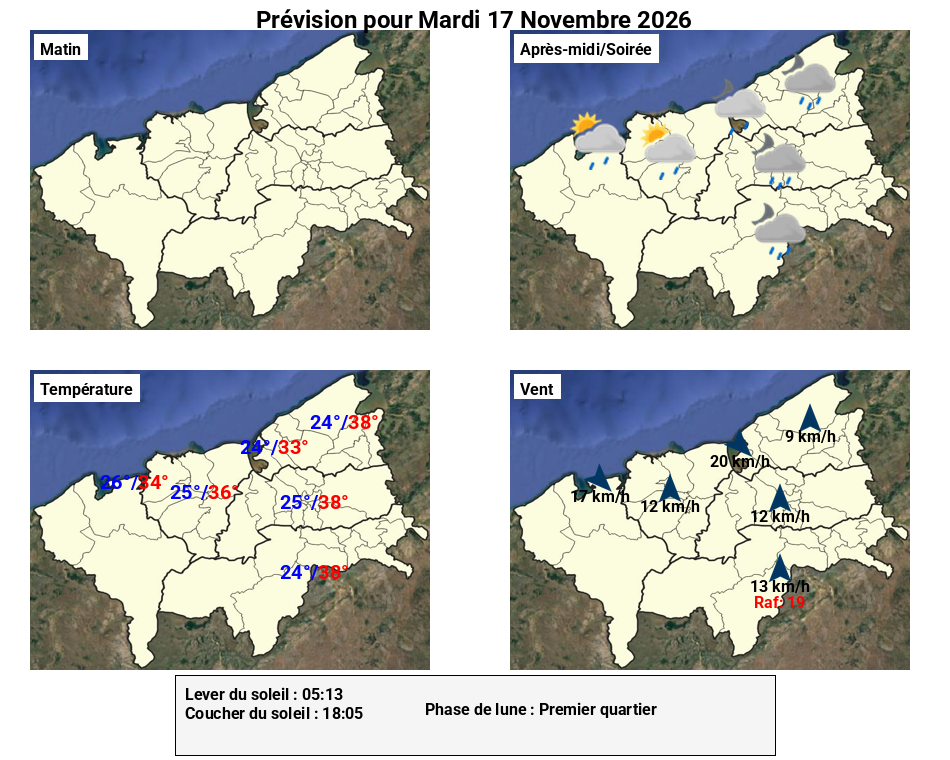 Prévision pour Mardi 17 Novembre 2026
Matin
Après-midi/Soirée
Température
24°/38°
24°/33°
26°/34°
25°/36°
25°/38°
24°/38°
Vent
9 km/h
20 km/h
17 km/h
12 km/h
12 km/h
13 km/h
Raf: 19
Lever du soleil : 05:13
Coucher du soleil : 18:05
Phase de lune : Premier quartier